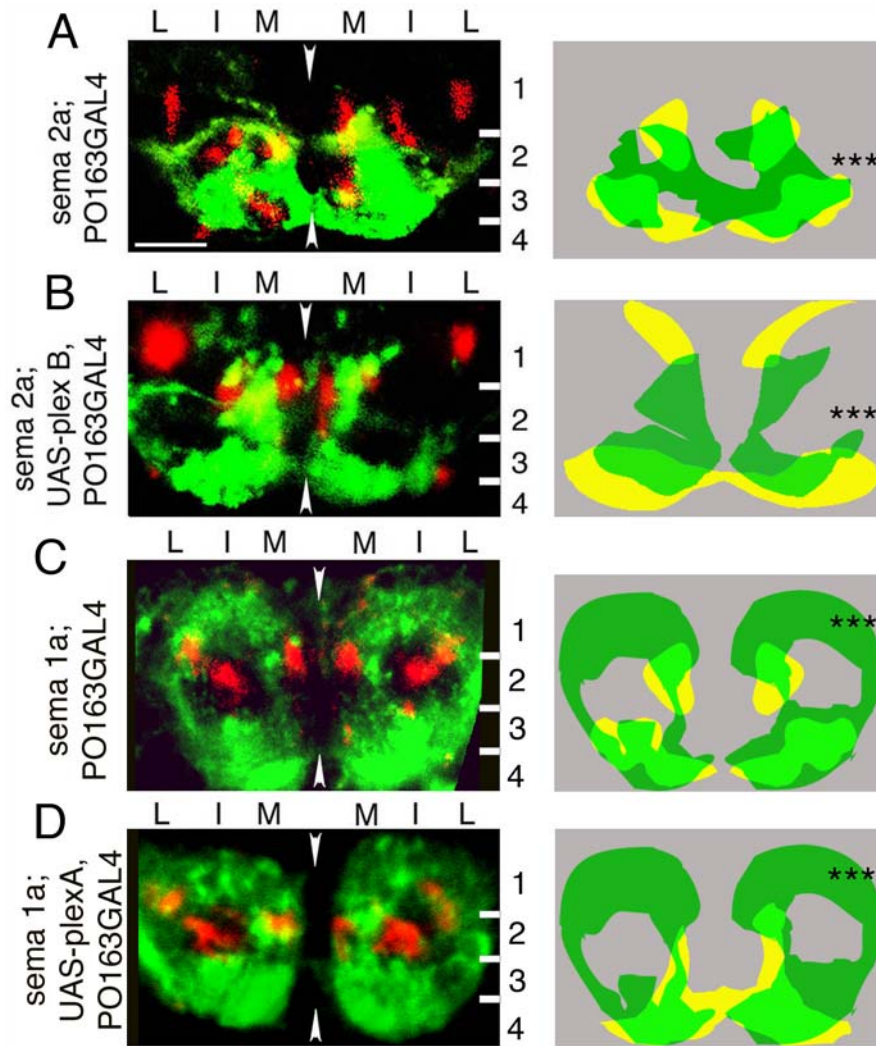 A
L I M M I L
sema 2a;
PO163GAL4
1
2
3
4
***
B
L I M M I L
sema 2a;
UAS-plex B,
PO163GAL4
1
2
3
4
***
C
L I M M I L
sema 1a;
PO163GAL4
1
2
3
4
***
D
L I M M I L
sema 1a;
UAS-plexA,
PO163GAL4
1
2
3
4
***